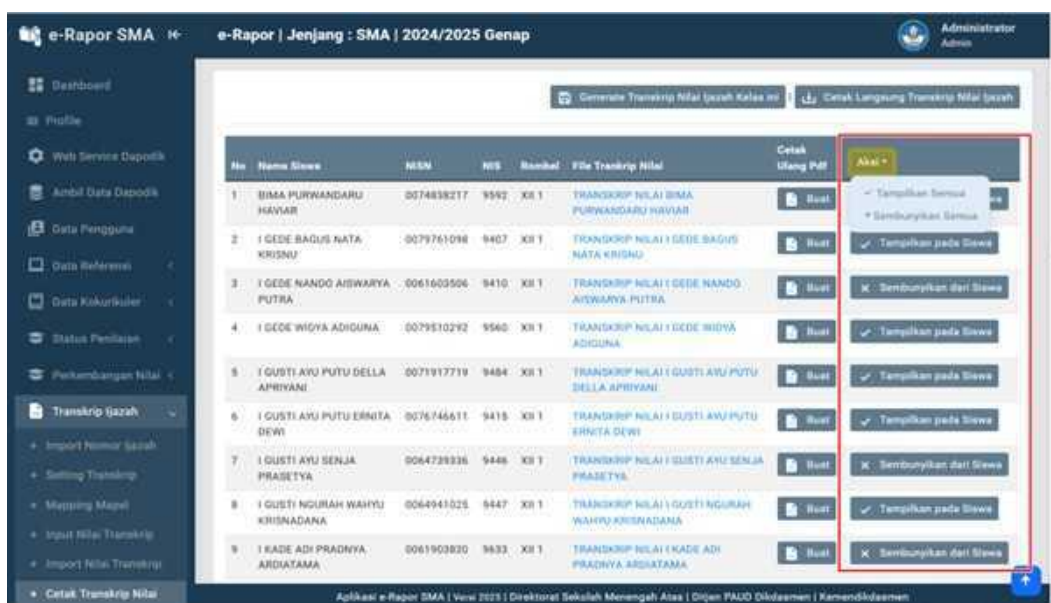 e-Rapor SMA
e-Rapor | Jenjang : SMA | 2024/2025 Genap
Administrator
Admin
Dashboard
Profile
Web Service Dapodik
Ambil Data Dapodik
Data Pengguna
Data Referensi
Data Kokurikuler
Status Penilaian
Perkembangan Nilai
Transkrip Ijazah
Import Nomor Ijazah
Setting Transkrip
Mapping Mapel
Input Nilai Transkrip
Import Nilai Transkrip
Cetak Transkrip Nilai
Generate Transkrip Nilai Ijazah Kelas ini
Cetak Langsung Transkrip Nilai Ijazah
No Nama Siswa NISN NIS Rombel File Trankrip Nilai Cetak Ulang Pdf Aksi
Tampilkan Semua
Sembunyikan Semua
1 BIMA PURWANDARU 0074838217 9592 XII 1 TRANSKRIP NILAI BIMA Buat
HAVIAR PURWANDARU HAVIAR
2 I GEDE BAGUS NATA 0079761098 9407 XII 1 TRANSKRIP NILAI I GEDE BAGUS Buat Tampilkan pada Siswa
KRISNU NATA KRISNU
3 I GEDE NANDO AISWARYA 0061603506 9410 XII 1 TRANSKRIP NILAI I GEDE NANDO Buat Sembunyikan dari Siswa
PUTRA AISWARYA PUTRA
4 I GEDE WIDYA ADIGUNA 0079510292 9560 XII 1 TRANSKRIP NILAI I GEDE WIDYA Buat Tampilkan pada Siswa
ADIGUNA
5 I GUSTI AYU PUTU DELLA 0071917719 9484 XII 1 TRANSKRIP NILAI I GUSTI AYU PUTU Buat Tampilkan pada Siswa
APRIYANI DELLA APRIYANI
6 I GUSTI AYU PUTU ERNITA 0076746611 9415 XII 1 TRANSKRIP NILAI I GUSTI AYU PUTU Buat Tampilkan pada Siswa
DEWI ERNITA DEWI
7 I GUSTI AYU SENJA 0064739336 9446 XII 1 TRANSKRIP NILAI I GUSTI AYU SENJA Buat Sembunyikan dari Siswa
PRASETYA PRASETYA
8 I GUSTI NGURAH WAHYU 0064941025 9447 XII 1 TRANSKRIP NILAI I GUSTI NGURAH Buat Tampilkan pada Siswa
KRISNADANA WAHYU KRISNADANA
9 I KADE ADI PRADNYA 0061903820 9633 XII 1 TRANSKRIP NILAI I KADE ADI Buat Sembunyikan dari Siswa
ARDIATAMA PRADNYA ARDIATAMA
Aplikasi e-Rapor SMA | Versi 2025 | Direktorat Sekolah Menengah Atas | Ditjen PAUD Dikdasmen | Kemendikdasmen